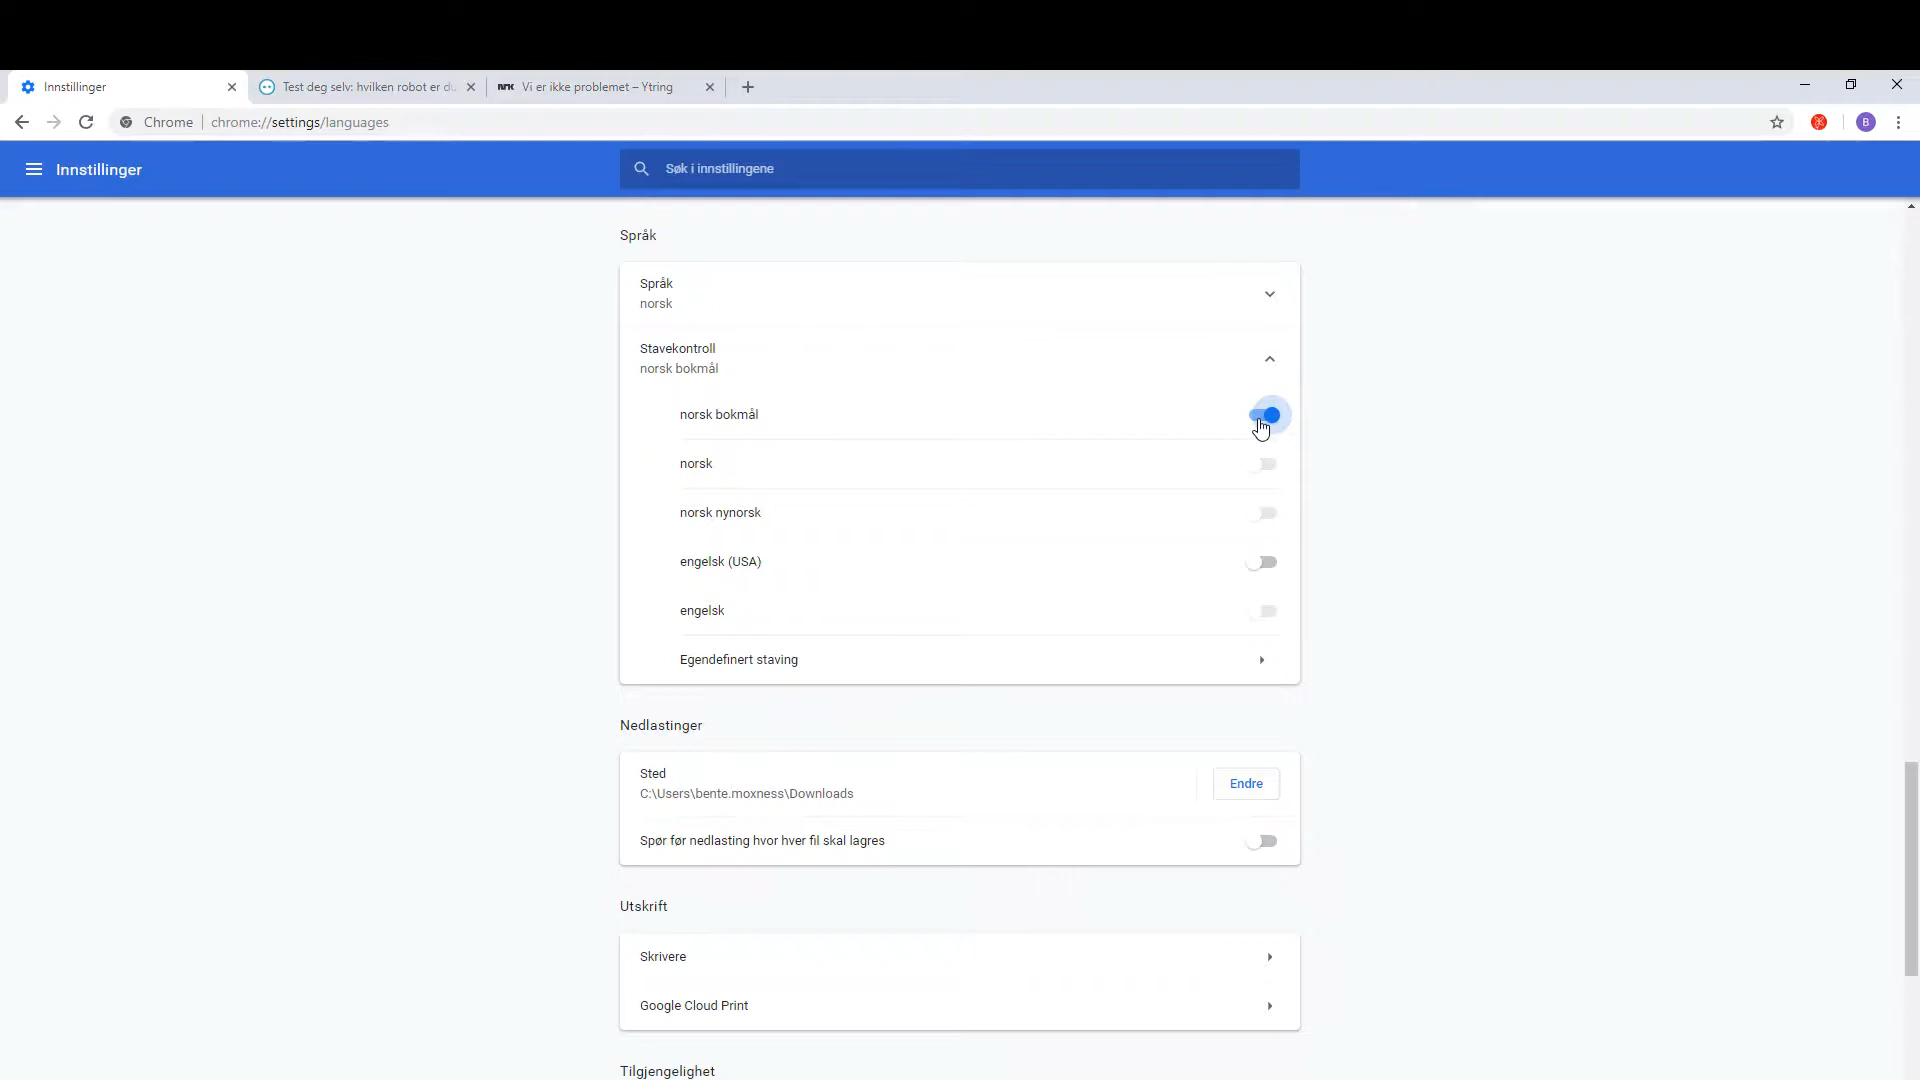 Innstillinger
Test deg selv: hvilken robot er du
nrk Vi er ikke problemet – Ytring
Chrome | chrome://settings/languages
B
Innstillinger
Søk i innstillingene
Språk
Språk
norsk
Stavekontroll
norsk bokmål
norsk bokmål
norsk
norsk nynorsk
engelsk (USA)
engelsk
Egendefinert staving
Nedlastinger
Sted
C:\Users\bente.moxness\Downloads
Endre
Spør før nedlasting hvor hver fil skal lagres
Utskrift
Skrivere
Google Cloud Print
Tilgjengelighet